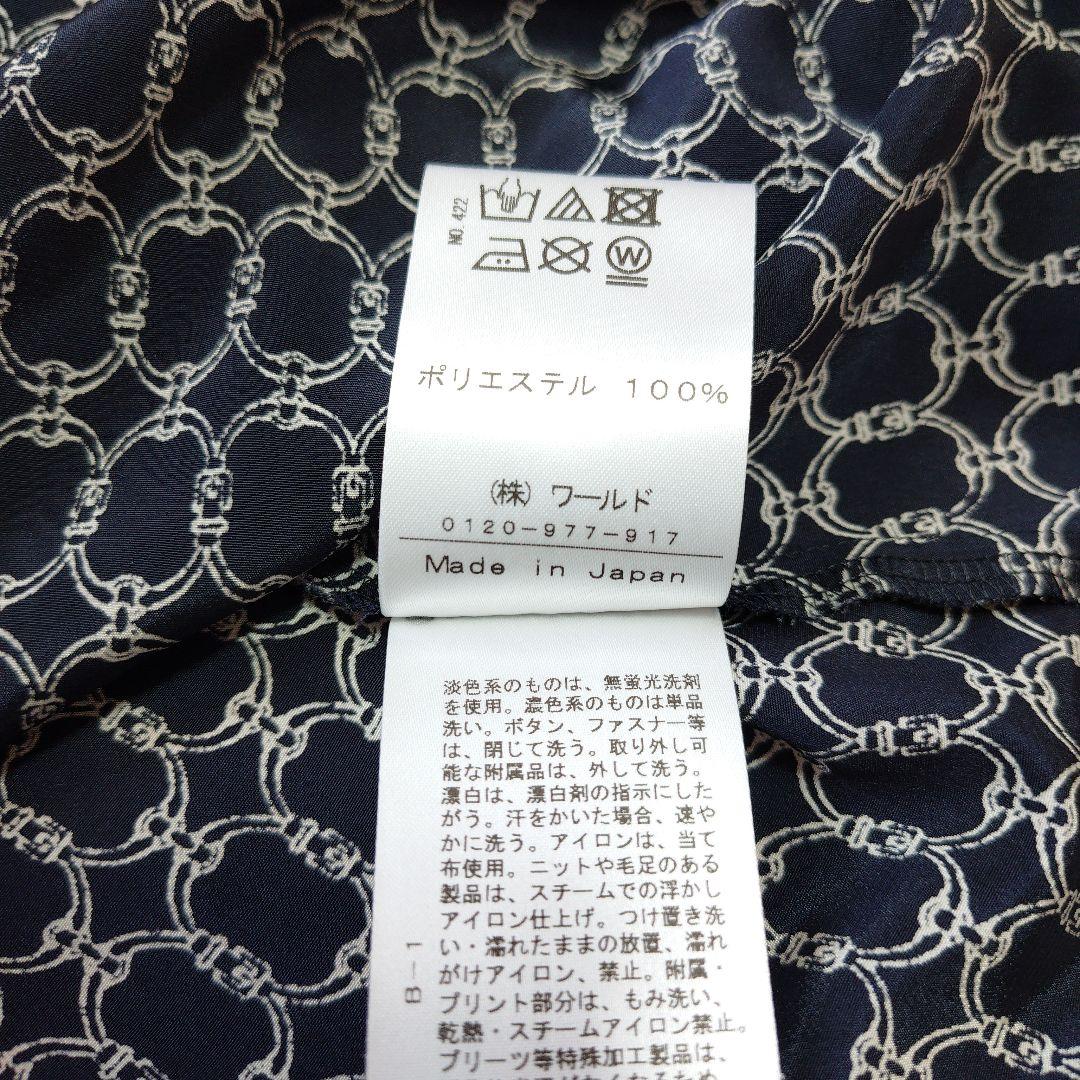 NO. 422
W
ポリエステル 100%
(株) ワールド
0120-977-917
Made in Japan
淡色系のものは、無蛍光洗剤
を使用。濃色系のものは単品
洗い。ボタン、ファスナー等
は、閉じて洗う。取り外し可
能な附属品は、外して洗う。
漂白は、漂白剤の指示にした
がう。汗をかいた場合、速や
かに洗う。アイロンは、当て
布使用。ニットや毛足のある
製品は、スチームでの浮かし
アイロン仕上げ。つけ置き洗
い・濡れたままの放置、濡れ
がけアイロン、禁止。附属・
プリント部分は、もみ洗い、
乾熱・スチームアイロン禁止。
プリーツ等特殊加工製品は、
B-1